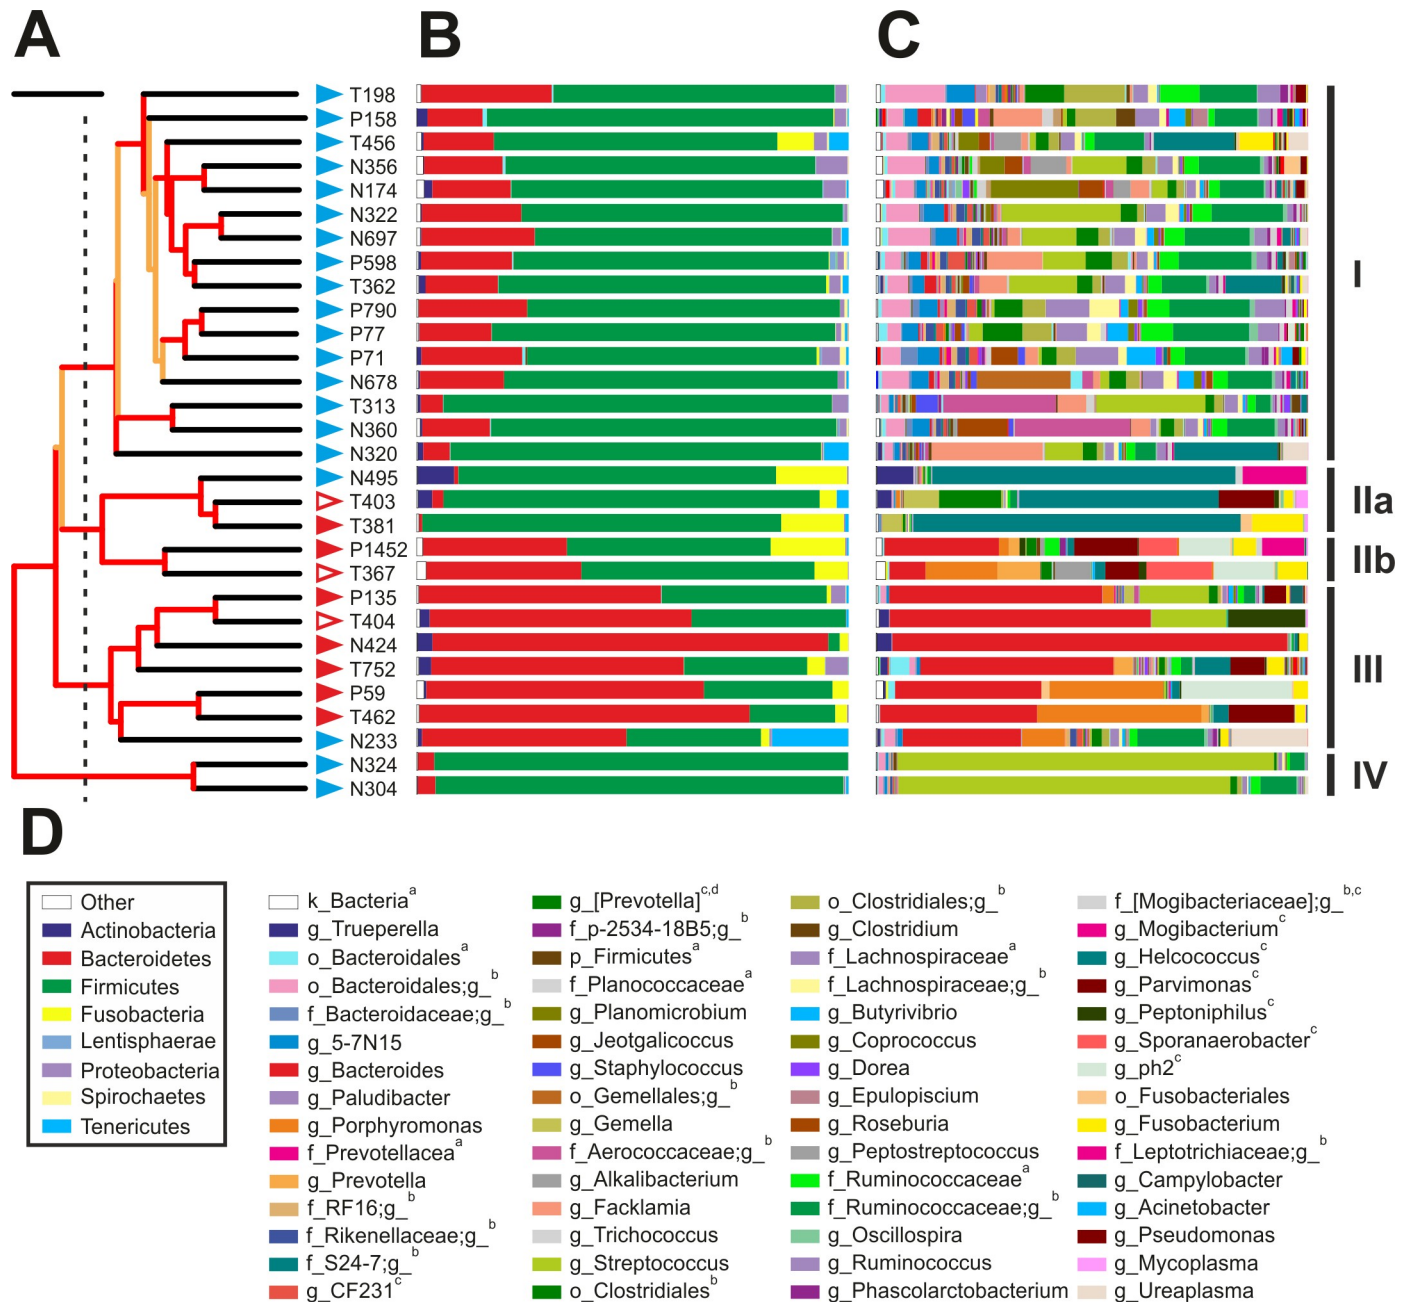 A B C
T198
P158
T456
N356
N174
N322
N697
P598
T362
P790
P77
P71
N678
T313
N360
N320
I
N495
T403
T381
IIa
P1452
T367
IIb
P135
T404
N424
T752
P59
T462
N233
III
N324
N304
IV
D
Other
Actinobacteria
Bacteroidetes
Firmicutes
Fusobacteria
Lentisphaerae
Proteobacteria
Spirochaetes
Tenericutes
k_Bacteria^a
g_Trueperella
o_Bacteroidales^a
o_Bacteroidales;g_^b
f_Bacteroidaceae;g_^b
g_5-7N15
g_Bacteroides
g_Paludibacter
g_Porphyromonas
f_Prevotellacea^a
g_Prevotella
f_RF16;g_^b
f_Rikenellaceae;g_^b
f_S24-7;g_^b
g_CF231^c
g_[Prevotella]^c,d
f_p-2534-18B5;g_^b
p_Firmicutes^a
f_Planococcaceae^a
g_Planomicrobium
g_Jeotgalicoccus
g_Staphylococcus
o_Gemellales;g_^b
g_Gemella
f_Aerococcaceae;g_^b
g_Alkalibacterium
g_Facklamia
g_Trichococcus
g_Streptococcus
o_Clostridiales^b
o_Clostridiales;g_^b
g_Clostridium
f_Lachnospiraceae^a
f_Lachnospiraceae;g_^b
g_Butyrivibrio
g_Coprococcus
g_Dorea
g_Epulopiscium
g_Roseburia
g_Peptostreptococcus
f_Ruminococcaceae^a
f_Ruminococcaceae;g_^b
g_Oscillospira
g_Ruminococcus
g_Phascolarctobacterium
f_[Mogibacteriaceae];g_^b,c
g_Mogibacterium^c
g_Helcococcus^c
g_Parvimonas^c
g_Peptoniphilus^c
g_Sporanaerobacter^c
g_ph2^c
o_Fusobacteriales
g_Fusobacterium
f_Leptotrichiaceae;g_^b
g_Campylobacter
g_Acinetobacter
g_Pseudomonas
g_Mycoplasma
g_Ureaplasma